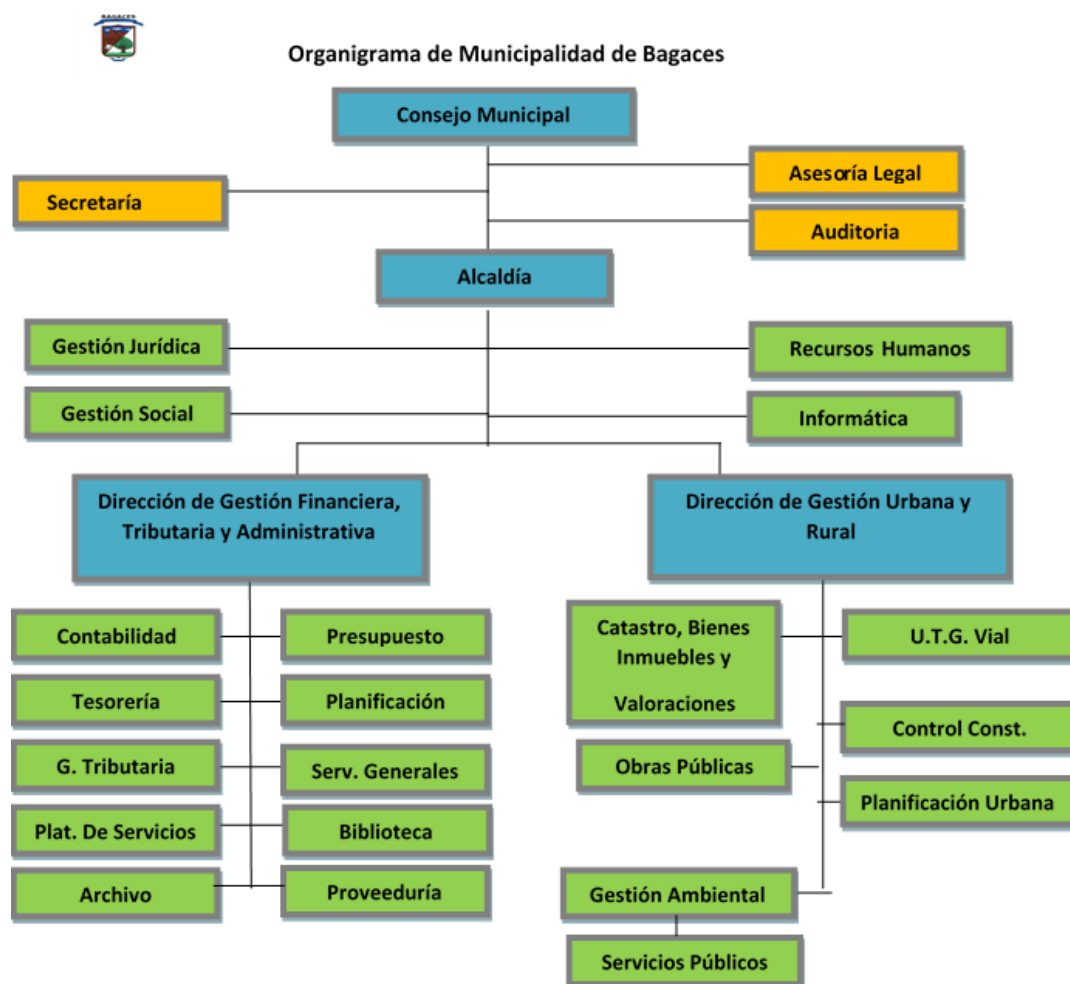 BAGACES
Organigrama de Municipalidad de Bagaces
Consejo Municipal
Asesoría Legal
Secretaría
Auditoria
Alcaldía
Gestión Jurídica
Recursos Humanos
Gestión Social
Informática
Dirección de Gestión Financiera,
Tributaria y Administrativa
Dirección de Gestión Urbana y
Rural
Contabilidad
Presupuesto
Tesorería
Planificación
G. Tributaria
Serv. Generales
Plat. De Servicios
Biblioteca
Archivo
Proveeduría
Catastro, Bienes
Inmuebles y
Valoraciones
U.T.G. Vial
Control Const.
Obras Públicas
Planificación Urbana
Gestión Ambiental
Servicios Públicos